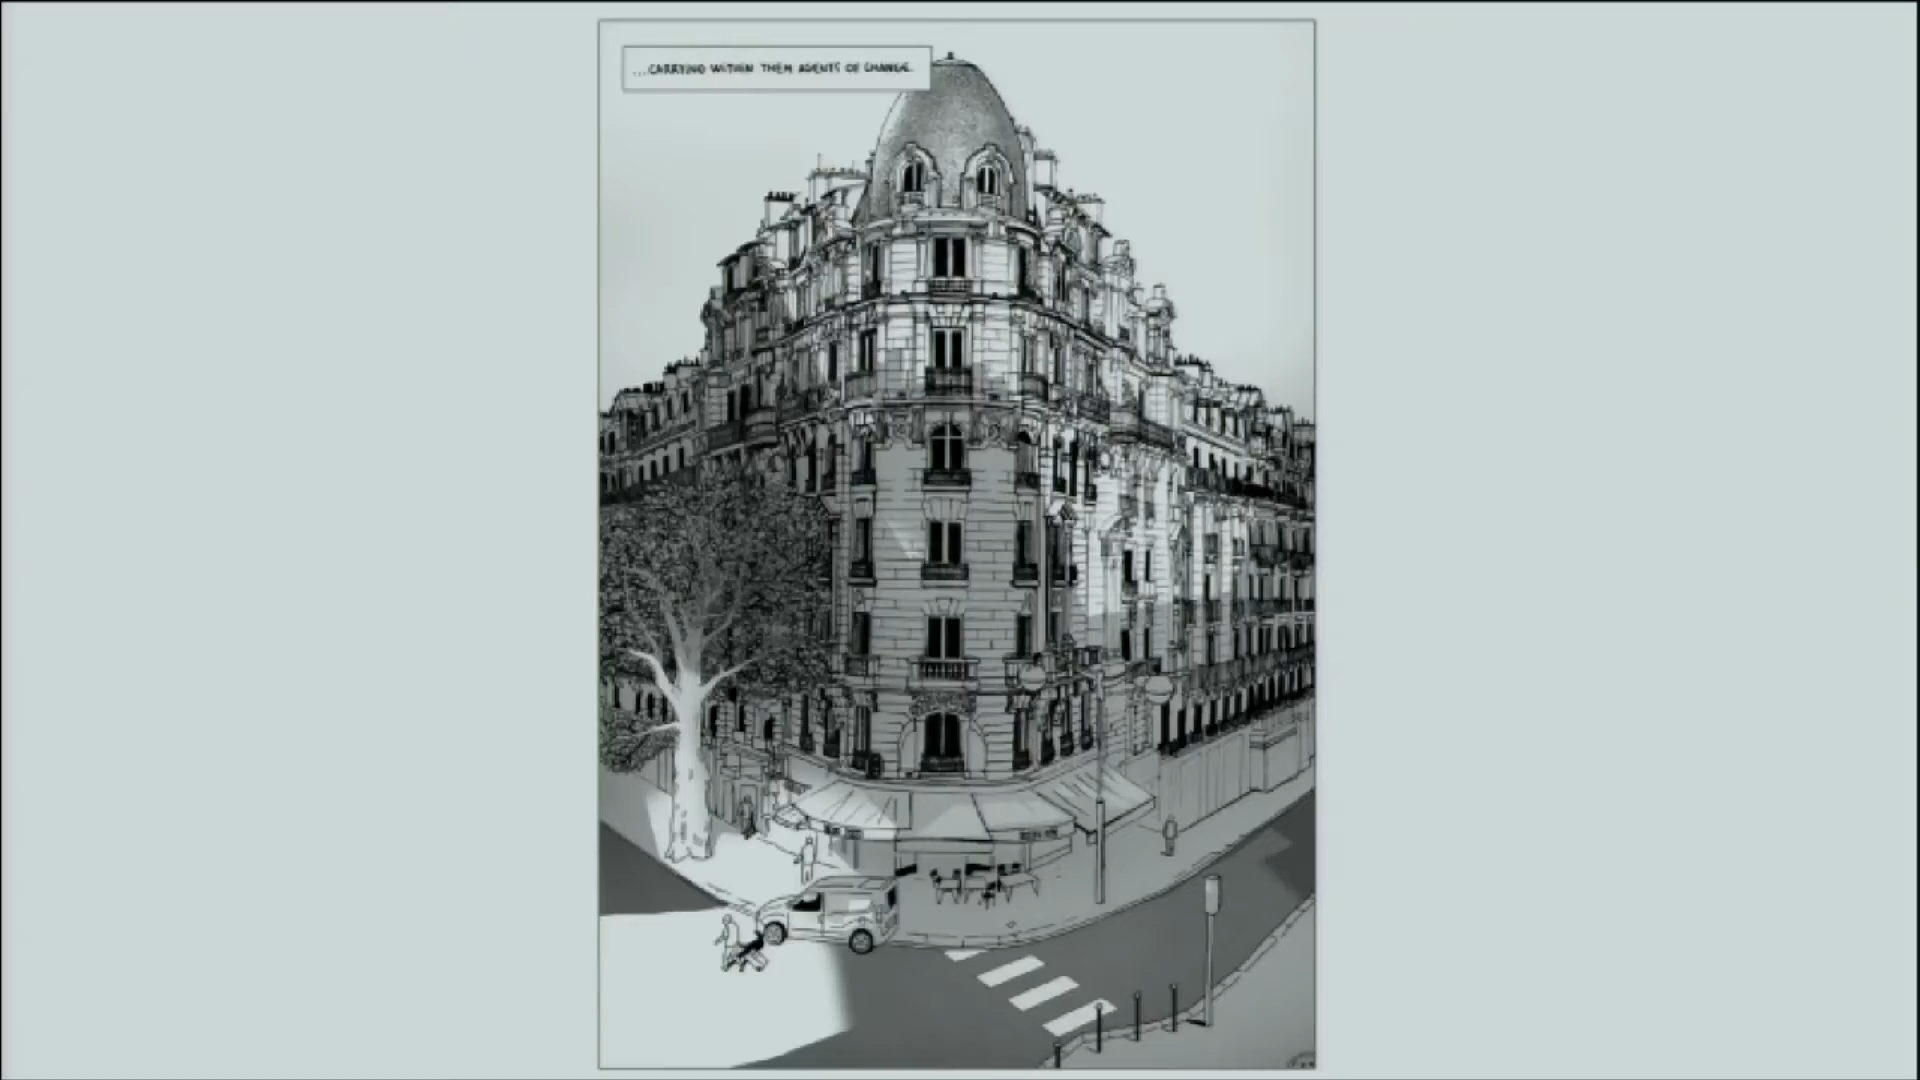 ...CARRYING WITHIN THEM AGENTS OF CHANGE.